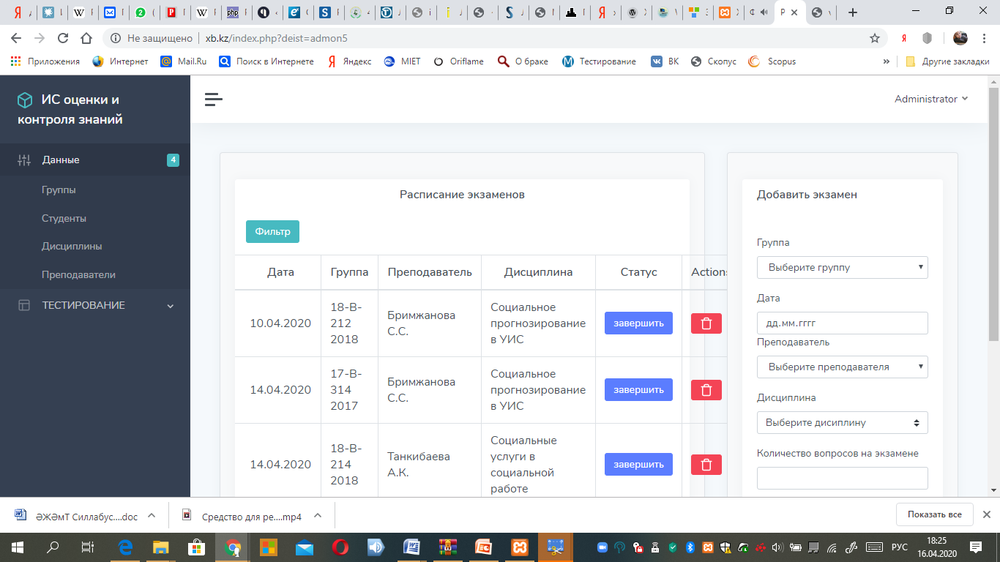 Не защищено
xb.kz/index.php?deist=admon5
Приложения
Интернет
Mail.Ru
Поиск в Интернете
Яндекс
MIET
Oriflame
О браке
Тестирование
ВК
Скопус
Scopus
»
Другие закладки
ИС оценки и
контроля знаний
Administrator
Данные
4
Группы
Студенты
Дисциплины
Преподаватели
ТЕСТИРОВАНИЕ
Расписание экзаменов
Фильтр
Дата
Группа
Преподаватель
Дисциплина
Статус
Actions
10.04.2020
18-В-
212
2018
Бримжанова
С.С.
Социальное
прогнозирование
в УИС
завершить
14.04.2020
17-В-
314
2017
Бримжанова
С.С.
Социальное
прогнозирование
в УИС
завершить
14.04.2020
18-В-
214
2018
Танкибаева
А.К.
Социальные
услуги в
социальной
работе
завершить
Добавить экзамен
Группа
Выберите группу
Дата
дд.мм.гггг
Преподаватель
Выберите преподавателя
Дисциплина
Выберите дисиплину
Количество вопросов на экзамене
ӘЖӘмТ Силлабус....doc
Средство для ре....mp4
Показать все
РУС
18:25
16.04.2020